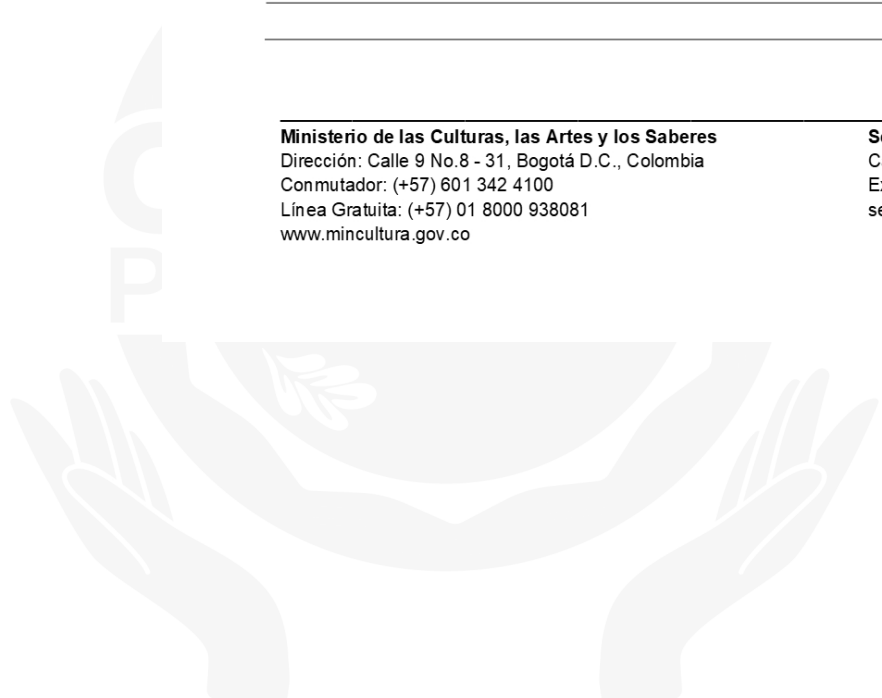 Ministerio de las Culturas, las Artes y los Saberes
Dirección: Calle 9 No.8 - 31, Bogotá D.C., Colombia
Conmutador: (+57) 601 342 4100
Línea Gratuita: (+57) 01 8000 938081
www.mincultura.gov.co